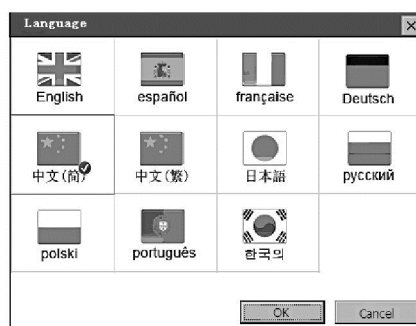 Language
English
español
française
Deutsch
中文(简)
中文(繁)
日本語
русский
polski
português
한국의
OK
Cancel